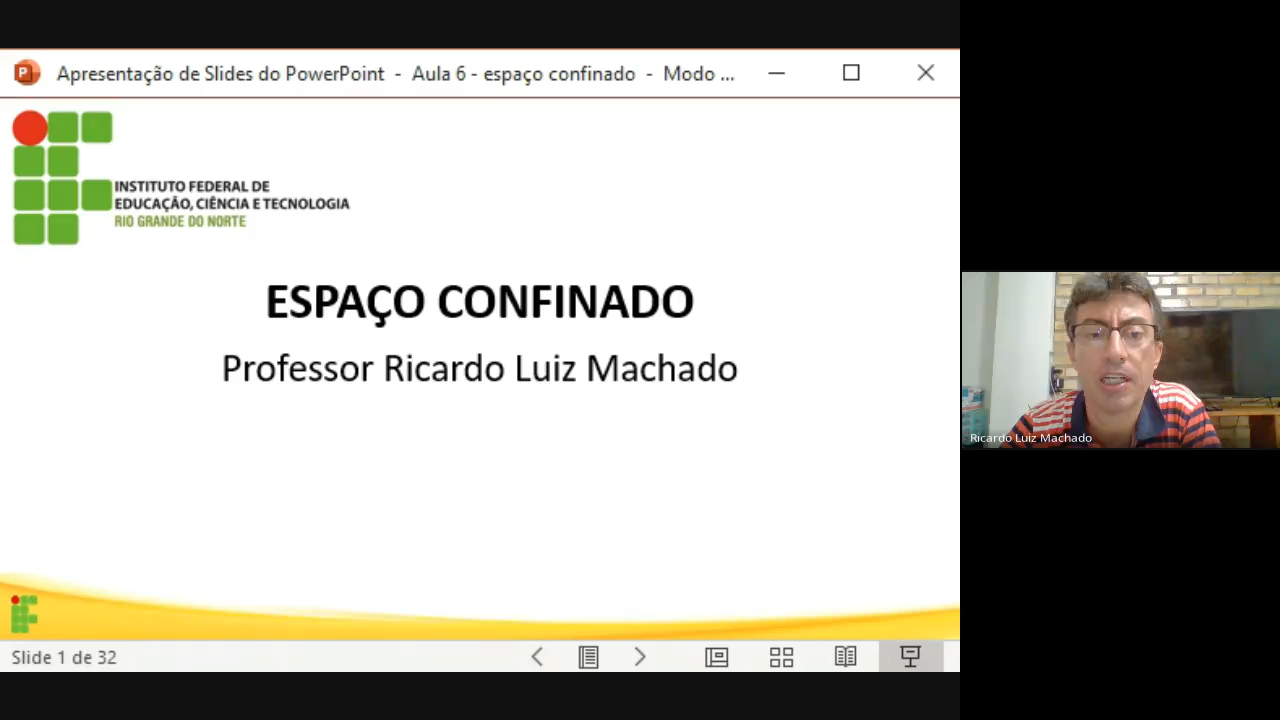 Apresentação de Slides do PowerPoint - Aula 6 - espaço confinado - Modo ...
INSTITUTO FEDERAL DE
EDUCAÇÃO, CIÊNCIA E TECNOLOGIA
RIO GRANDE DO NORTE
ESPAÇO CONFINADO
Professor Ricardo Luiz Machado
Ricardo Luiz Machado
Slide 1 de 32